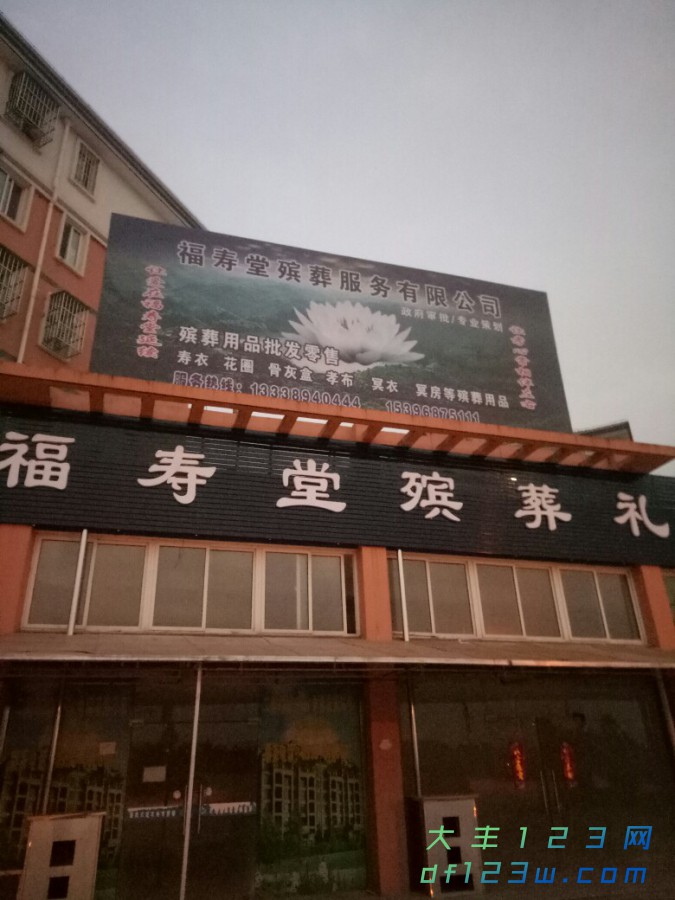 福寿堂殡葬服务有限公司
政府审批/专业策划
殡葬用品批发零售
寿衣 花圈 骨灰盒 孝布 冥衣 冥房等殡葬用品
服务热线：13338940444 15396875111
福寿堂殡葬礼
大丰123网
df123w.com